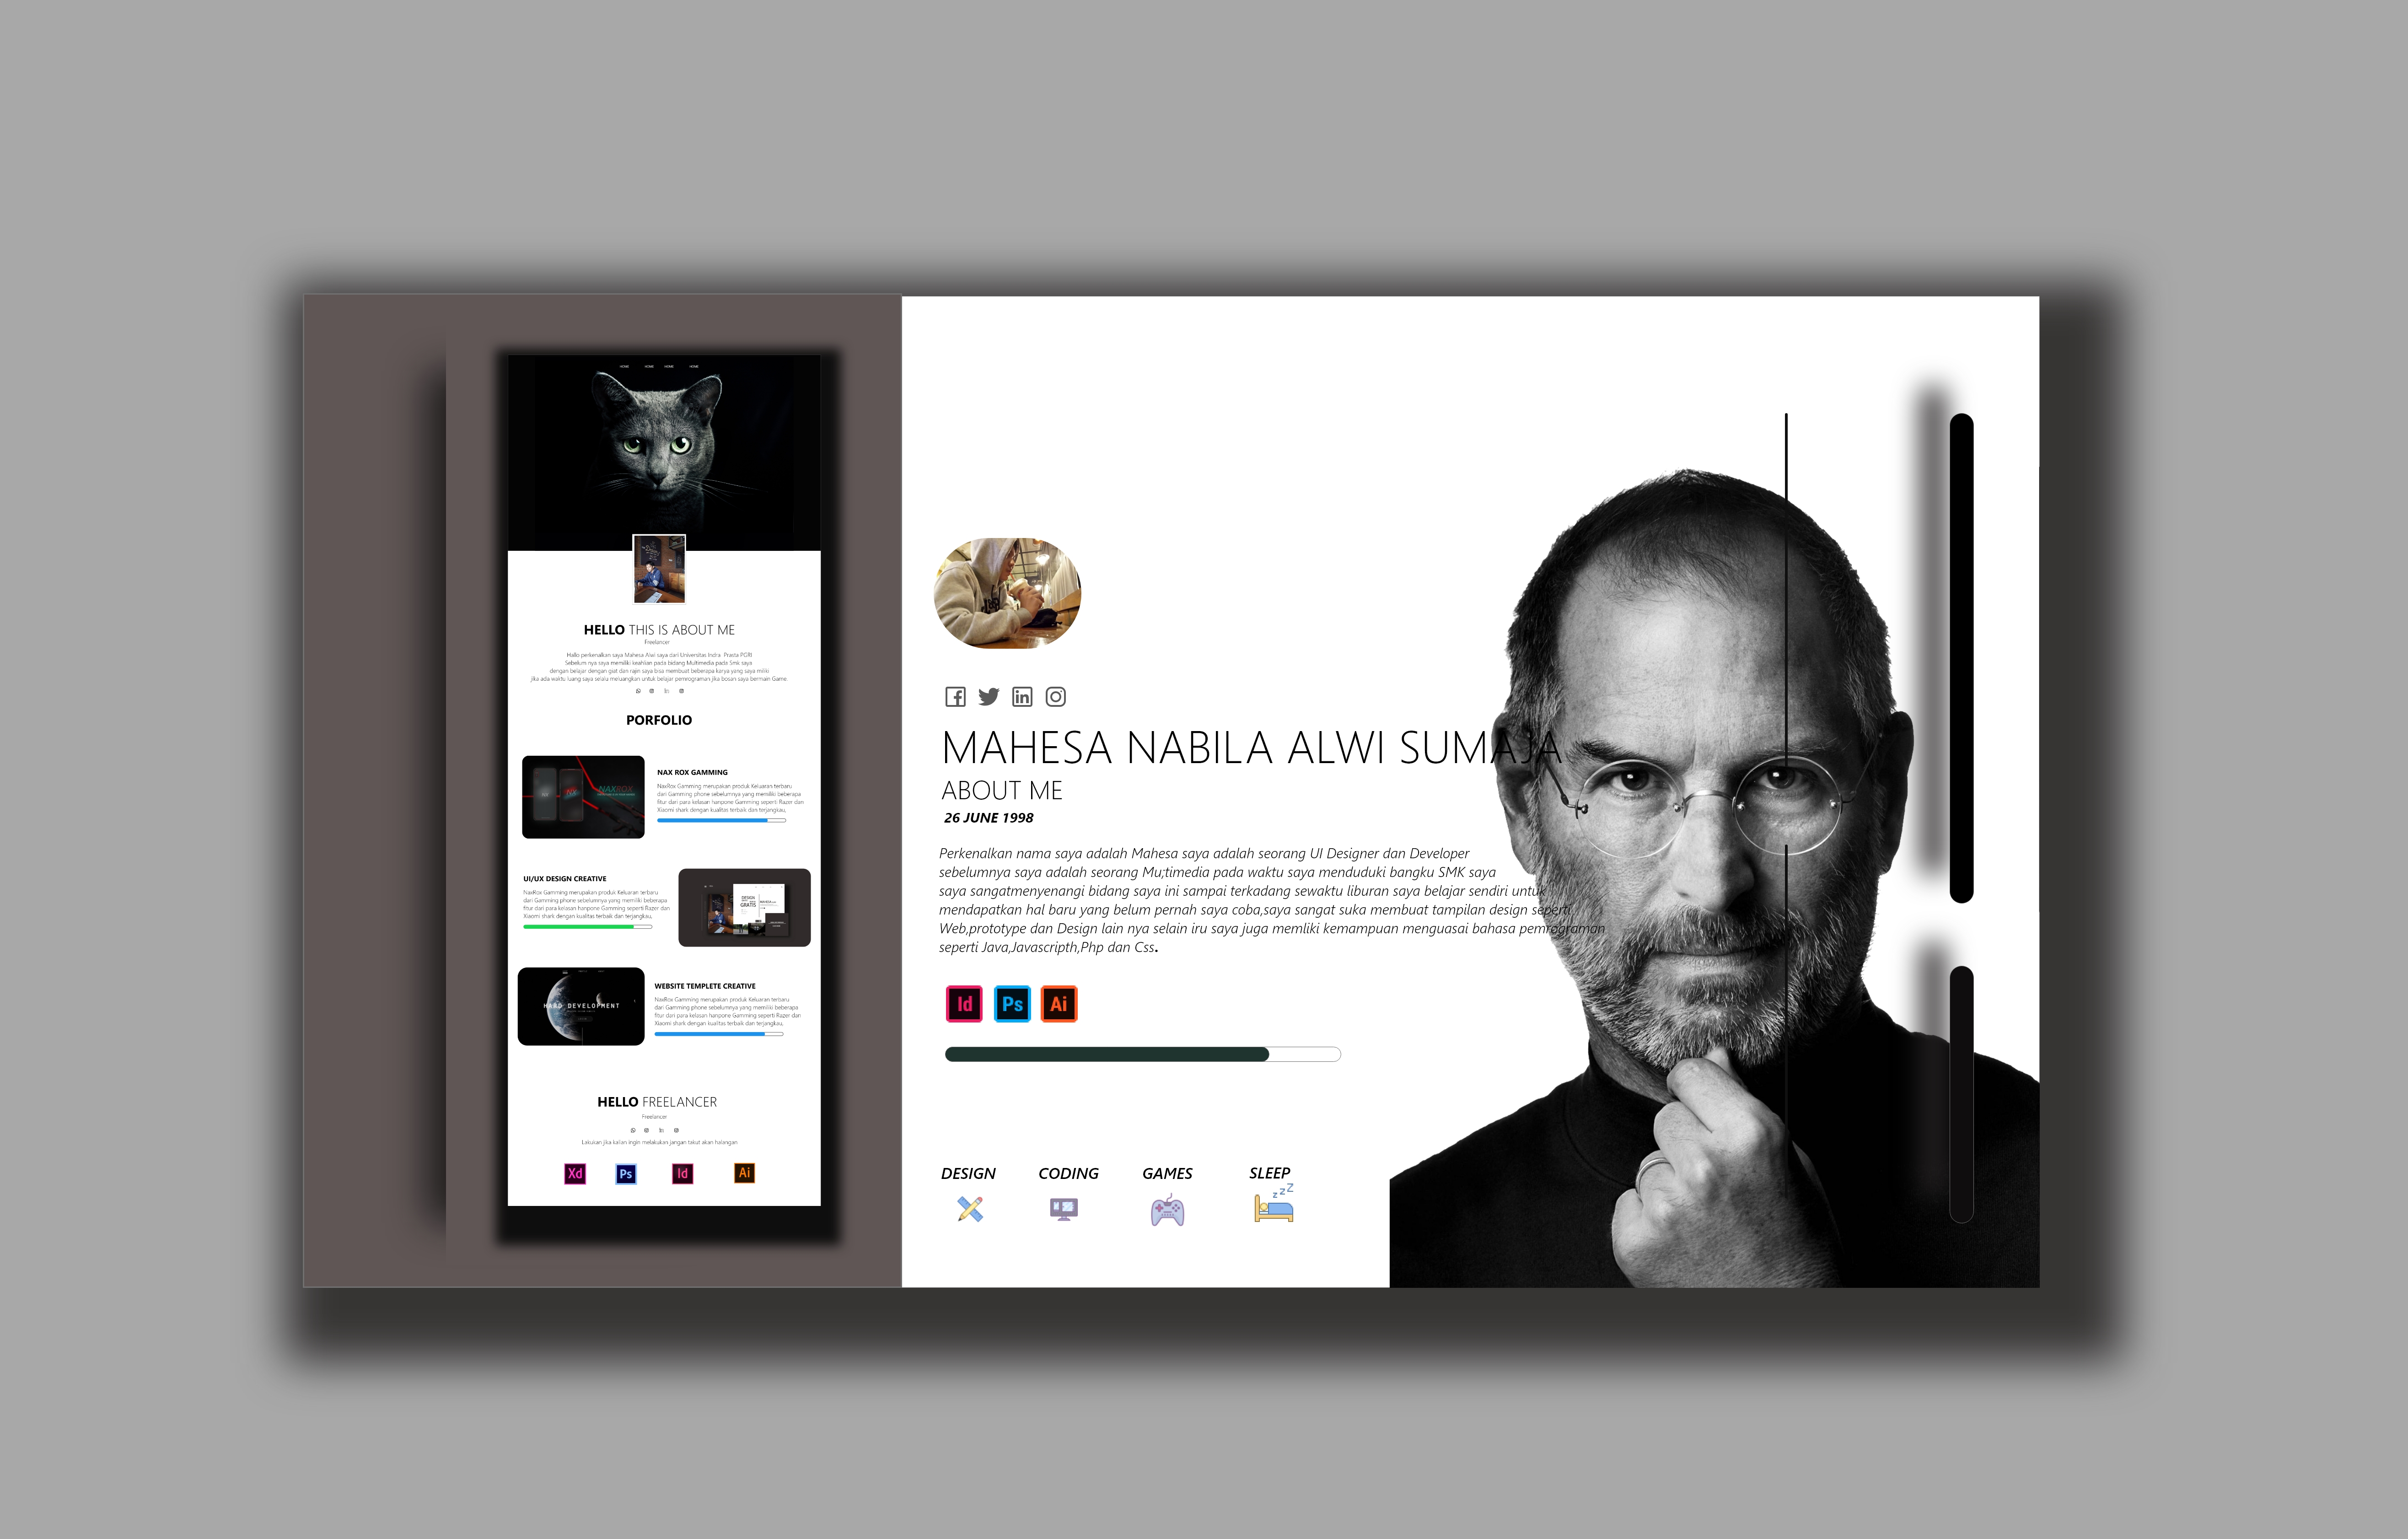 HOME HOME HOME HOME
HELLO THIS IS ABOUT ME
Freelancer
Hallo perkenalkan saya Mahesa Alwi saya dari Universitas Indra Prasta PGRI
Sebelum nya saya memiliki keahlian pada bidang Multimedia pada Smk saya
dengan belajar dengan giat dan rajin saya bisa membuat beberapa karya yang saya miliki
jika ada waktu luang saya selalu meluangkan untuk belajar pemrograman jika bosan saya bermain Game.
PORFOLIO
NAXROX
NAX ROX GAMMING
NaxRox Gamming merupakan produk Keluaran terbaru
dari Gamming phone sebelumnya yang memiliki beberapa
fitur dari para kelasan hanpone Gamming seperti Razer dan
Xiaomi shark dengan kualitas terbaik dan terjangkau.
UI/UX DESIGN CREATIVE
NaxRox Gamming merupakan produk Keluaran terbaru
dari Gamming phone sebelumnya yang memiliki beberapa
fitur dari para kelasan hanpone Gamming seperti Razer dan
Xiaomi shark dengan kualitas terbaik dan terjangkau.
DESIGN
GRATIS
HARD DEVELOPMENT
WEBSITE TEMPLETE CREATIVE
NaxRox Gamming merupakan produk Keluaran terbaru
dari Gamming phone sebelumnya yang memiliki beberapa
fitur dari para kelasan hanpone Gamming seperti Razer dan
Xiaomi shark dengan kualitas terbaik dan terjangkau.
HELLO FREELANCER
Freelancer
Lakukan jika kalian ingin melakukan jangan takut akan halangan
Xd Ps Id Ai
MAHESA NABILA ALWI SUMAJA
ABOUT ME
26 JUNE 1998
Perkenalkan nama saya adalah Mahesa saya adalah seorang UI Designer dan Developer
sebelumnya saya adalah seorang Mu;timedia pada waktu saya menduduki bangku SMK saya
saya sangatmenyenangi bidang saya ini sampai terkadang sewaktu liburan saya belajar sendiri untuk
mendapatkan hal baru yang belum pernah saya coba,saya sangat suka membuat tampilan design seperti
Web,prototype dan Design lain nya selain iru saya juga memliki kemampuan menguasai bahasa pemrograman
seperti Java,Javascripth,Php dan Css.
Id Ps Ai
DESIGN CODING GAMES SLEEP
z z Z